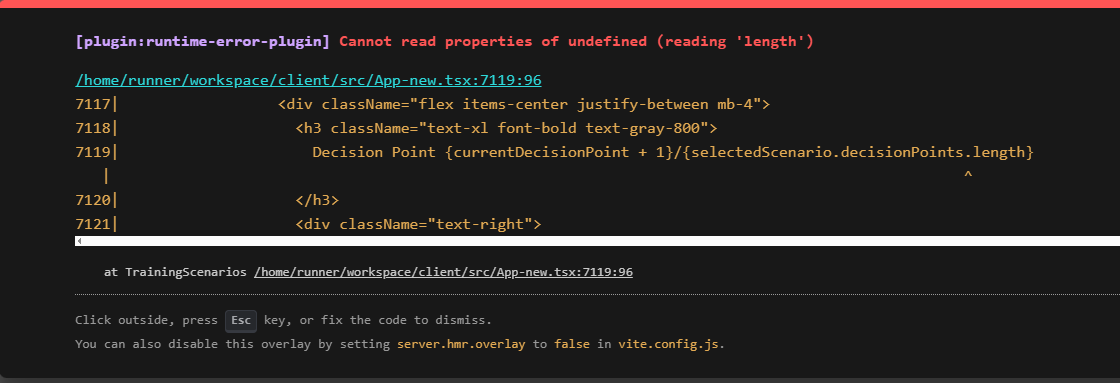 [plugin:runtime-error-plugin] Cannot read properties of undefined (reading 'length')
/home/runner/workspace/client/src/App-new.tsx:7119:96
7117|                  <div className="flex items-center justify-between mb-4">
7118|                    <h3 className="text-xl font-bold text-gray-800">
7119|                      Decision Point {currentDecisionPoint + 1}/{selectedScenario.decisionPoints.length}
   |                                                                                                ^
7120|                    </h3>
7121|                    <div className="text-right">
at TrainingScenarios /home/runner/workspace/client/src/App-new.tsx:7119:96
Click outside, press Esc key, or fix the code to dismiss.
You can also disable this overlay by setting server.hmr.overlay to false in vite.config.js.